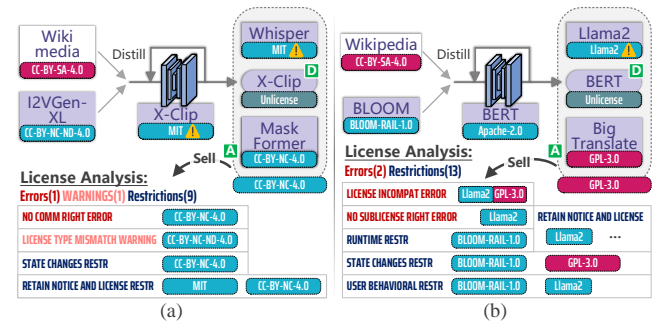 Wiki
media
CC-BY-SA-4.0
I2VGen-
XL
CC-BY-NC-ND-4.0
Distill
X-Clip
MIT
Whisper
MIT
D
X-Clip
Unlicense
Mask
Former
CC-BY-NC-4.0
A
CC-BY-NC-4.0
Sell
License Analysis:
Errors(1) WARNINGS(1) Restrictions(9)
NO COMM RIGHT ERROR CC-BY-NC-4.0
LICENSE TYPE MISMATCH WARNING CC-BY-NC-ND-4.0
STATE CHANGES RESTR CC-BY-NC-4.0
RETAIN NOTICE AND LICENSE RESTR MIT CC-BY-NC-4.0
(a)
Wikipedia
CC-BY-SA-4.0
BLOOM
BLOOM-RAIL-1.0
Distill
BERT
Apache-2.0
Llama2
Llama2
D
BERT
Unlicense
Big
Translate
GPL-3.0
A
GPL-3.0
Sell
License Analysis:
Errors(2) Restrictions(13)
LICENSE INCOMPAT ERROR Llama2 GPL-3.0
NO SUBLICENSE RIGHT ERROR Llama2 RETAIN NOTICE AND LICENSE
RUNTIME RESTR BLOOM-RAIL-1.0 Llama2 ...
STATE CHANGES RESTR BLOOM-RAIL-1.0 GPL-3.0
USER BEHAVIORAL RESTR BLOOM-RAIL-1.0 Llama2
(b)